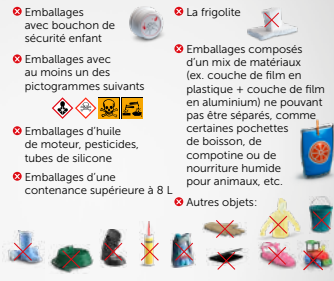 Emballages
avec bouchon de
sécurité enfant
Emballages avec
au moins un des
pictogrammes suivants
Emballages d'huile
de moteur, pesticides,
tubes de silicone
Emballages d'une
contenance supérieure à 8 L
La frigolite
Emballages composés
d'un mix de matériaux
(ex. couche de film en
plastique + couche de film
en aluminium) ne pouvant
pas être séparés, comme
certaines pochettes
de boisson, de
compotine ou de
nourriture humide
pour animaux, etc.
Autres objets: